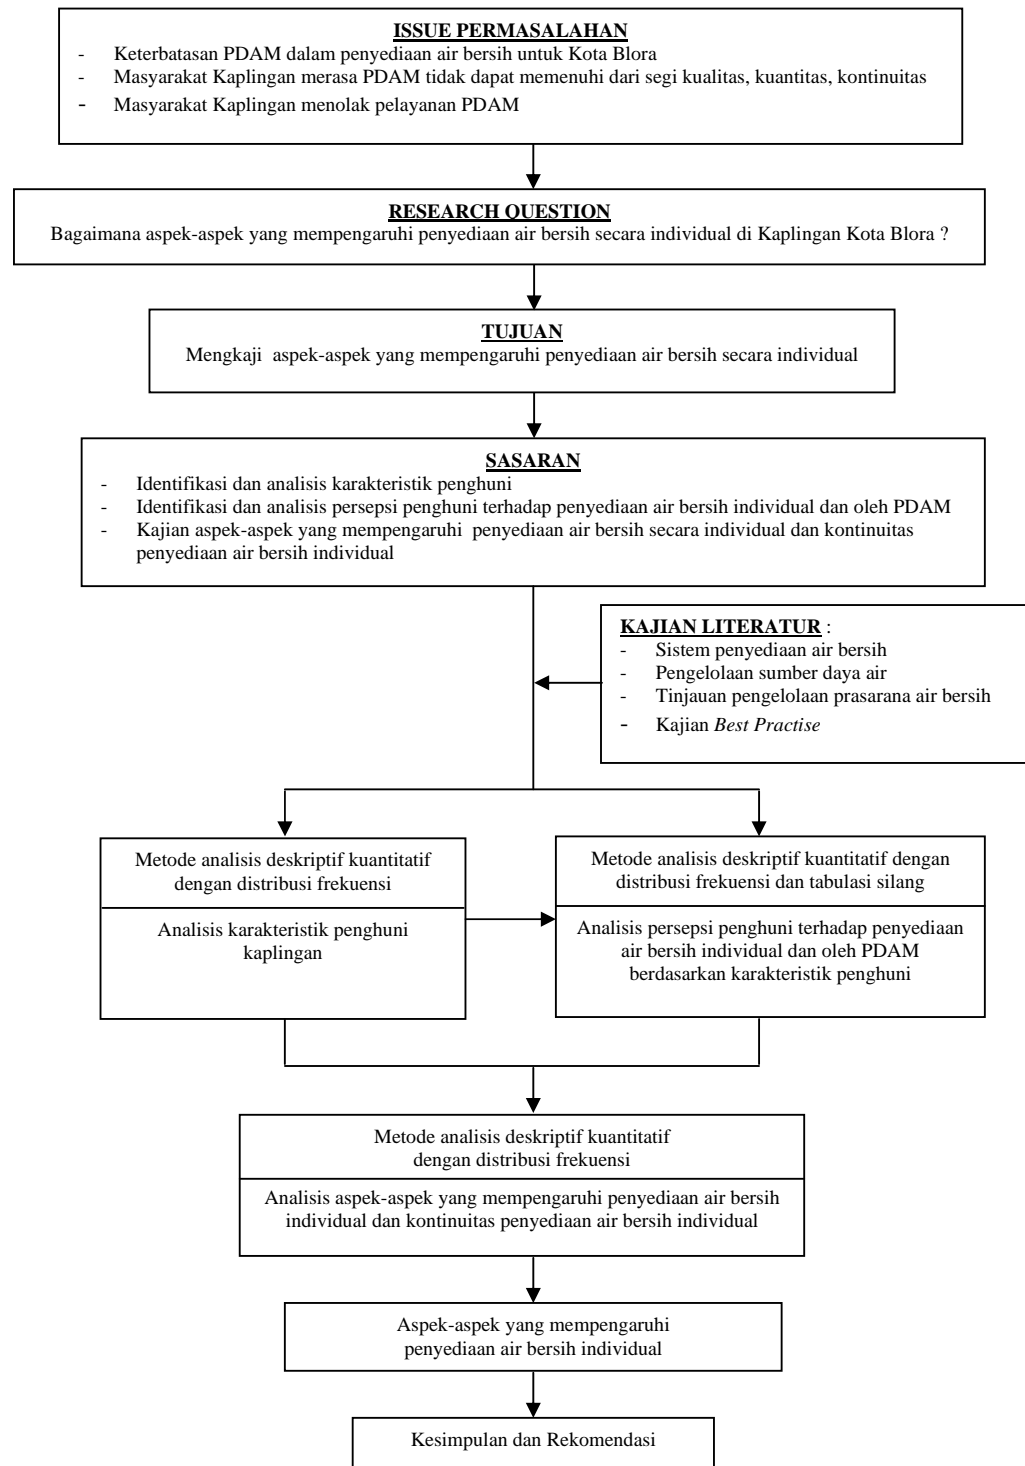 ISSUE PERMASALAHAN
- Keterbatasan PDAM dalam penyediaan air bersih untuk Kota Blora
- Masyarakat Kaplingan merasa PDAM tidak dapat memenuhi dari segi kualitas, kuantitas, kontinuitas
- Masyarakat Kaplingan menolak pelayanan PDAM
RESEARCH QUESTION
Bagaimana aspek-aspek yang mempengaruhi penyediaan air bersih secara individual di Kaplingan Kota Blora ?
TUJUAN
Mengkaji aspek-aspek yang mempengaruhi penyediaan air bersih secara individual
SASARAN
- Identifikasi dan analisis karakteristik penghuni
- Identifikasi dan analisis persepsi penghuni terhadap penyediaan air bersih individual dan oleh PDAM
- Kajian aspek-aspek yang mempengaruhi penyediaan air bersih secara individual dan kontinuitas
penyediaan air bersih individual
KAJIAN LITERATUR :
- Sistem penyediaan air bersih
- Pengelolaan sumber daya air
- Tinjauan pengelolaan prasarana air bersih
- Kajian Best Practise
Metode analisis deskriptif kuantitatif
dengan distribusi frekuensi
Analisis karakteristik penghuni
kaplingan
Metode analisis deskriptif kuantitatif dengan
distribusi frekuensi dan tabulasi silang
Analisis persepsi penghuni terhadap penyediaan
air bersih individual dan oleh PDAM
berdasarkan karakteristik penghuni
Metode analisis deskriptif kuantitatif
dengan distribusi frekuensi
Analisis aspek-aspek yang mempengaruhi penyediaan air bersih
individual dan kontinuitas penyediaan air bersih individual
Aspek-aspek yang mempengaruhi
penyediaan air bersih individual
Kesimpulan dan Rekomendasi